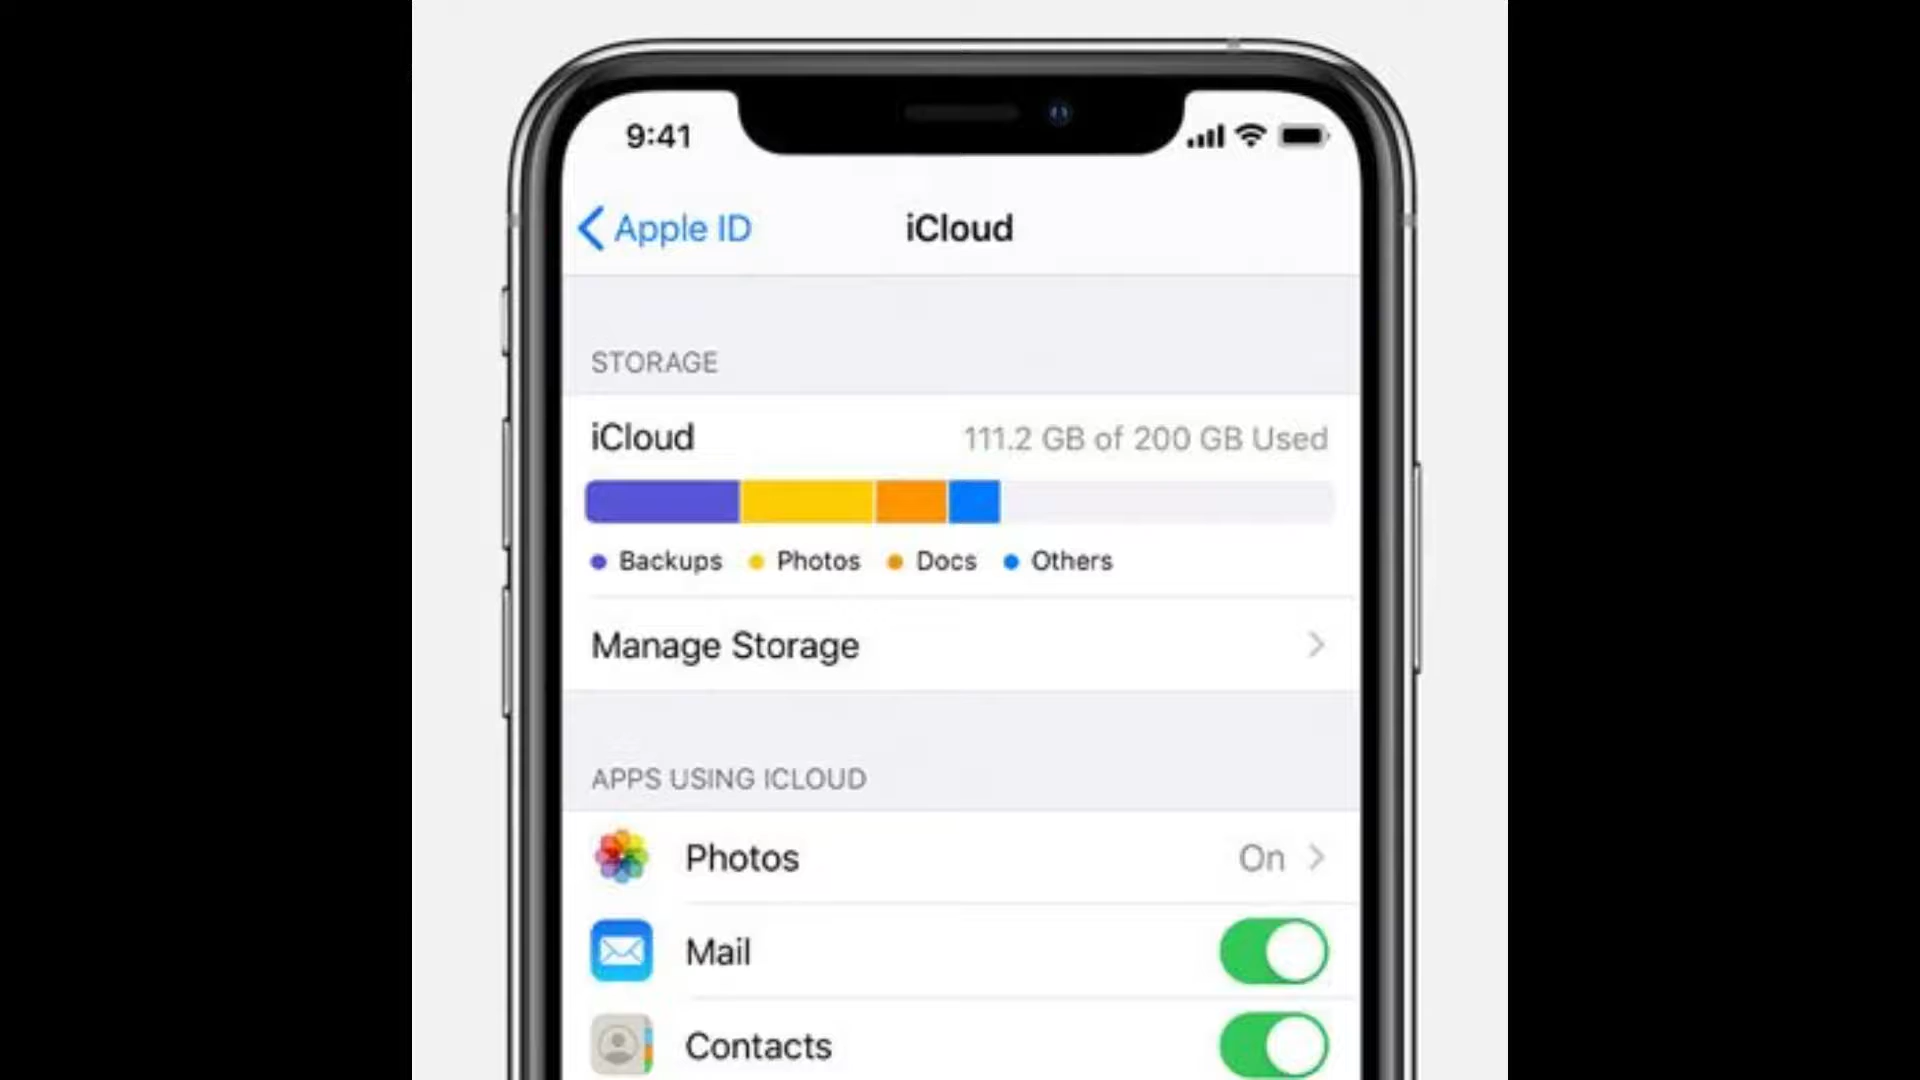 9:41
Apple ID
iCloud
STORAGE
iCloud 111.2 GB of 200 GB Used
Backups Photos Docs Others
Manage Storage
APPS USING ICLOUD
Photos On
Mail
Contacts